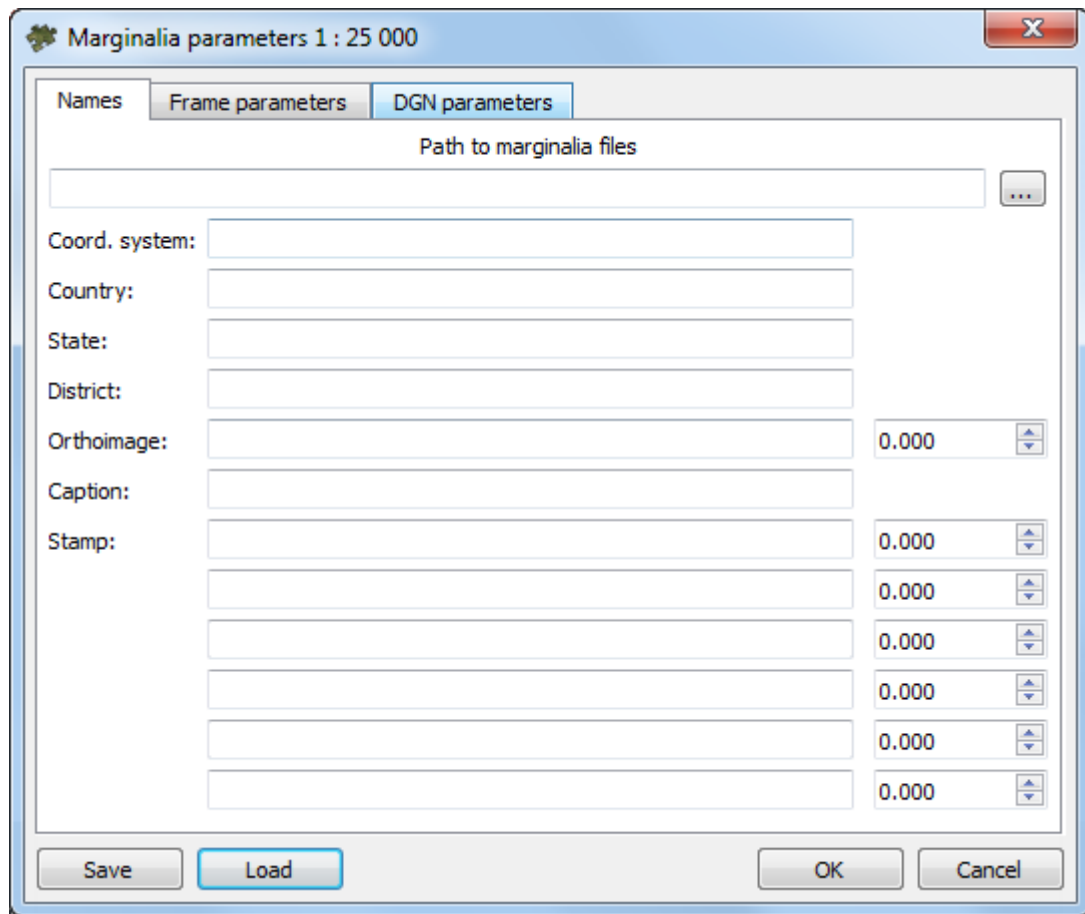 Marginalia parameters 1 : 25 000
Names Frame parameters DGN parameters
Path to marginalia files
...
Coord. system:
Country:
State:
District:
Orthoimage: 0.000
Caption:
Stamp: 0.000
0.000
0.000
0.000
0.000
0.000
Save Load OK Cancel